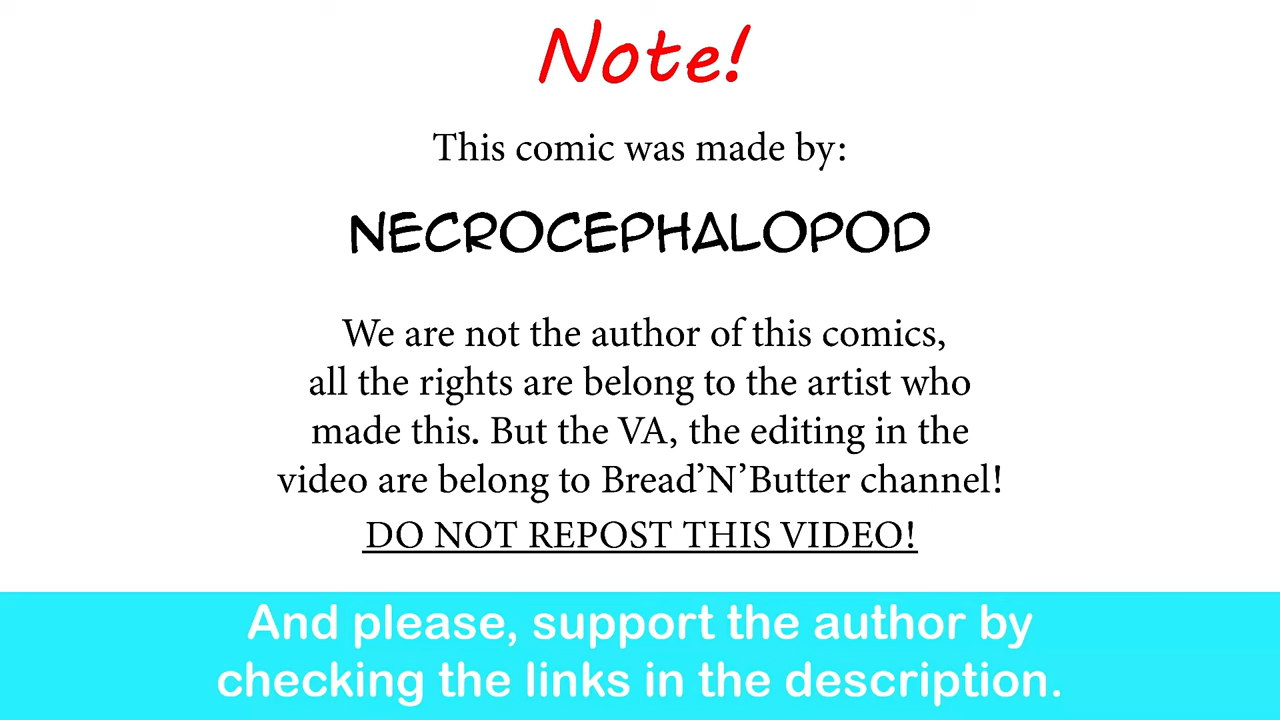 Note!
This comic was made by:
NECROCEPHALOPOD
We are not the author of this comics,
all the rights are belong to the artist who
made this. But the VA, the editing in the
video are belong to Bread’N’Butter channel!
DO NOT REPOST THIS VIDEO!
And please, support the author by
checking the links in the description.